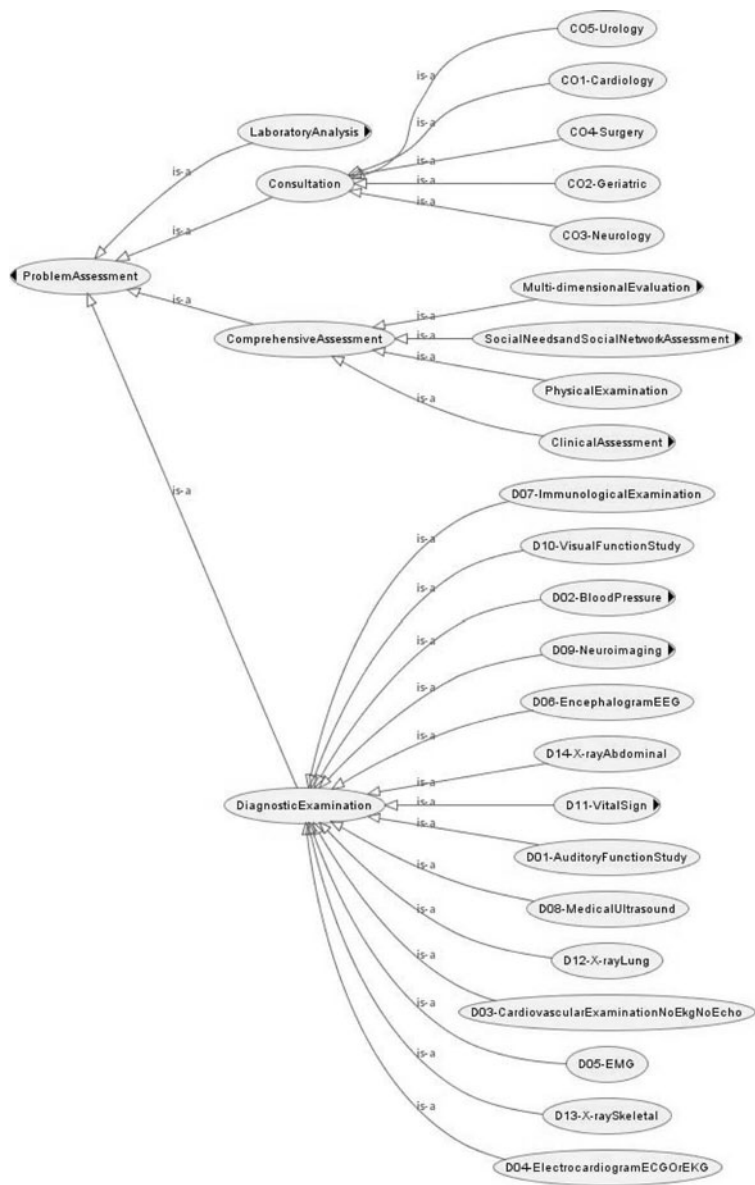 CO5-Urology
is-a
CO1-Cardiology
is-a
LaboratoryAnalysis
CO4-Surgery
is-a
Consultation
is-a
CO2-Geriatric
is-a
is-a
CO3-Neurology
is-a
ProblemAssessment
Multi-dimensionalEvaluation
is-a
is-a
ComprehensiveAssessment
is-a
SocialNeedsandSocialNetworkAssessment
is-a
PhysicalExamination
is-a
ClinicalAssessment
is-a
D07-ImmunologicalExamination
is-a
D10-VisualFunctionStudy
is-a
D02-BloodPressure
is-a
D09-Neuroimaging
is-a
D06-EncephalogramEEG
is-a
D14-X-rayAbdominal
is-a
DiagnosticExamination
is-a
D11-VitalSign
is-a
D01-AuditoryFunctionStudy
is-a
D08-MedicalUltrasound
is-a
D12-X-rayLung
is-a
D03-CardiovascularExaminationNoEkgNoEcho
is-a
D05-EMG
is-a
D13-X-raySkeletal
is-a
D04-ElectrocardiogramECGOrEKG